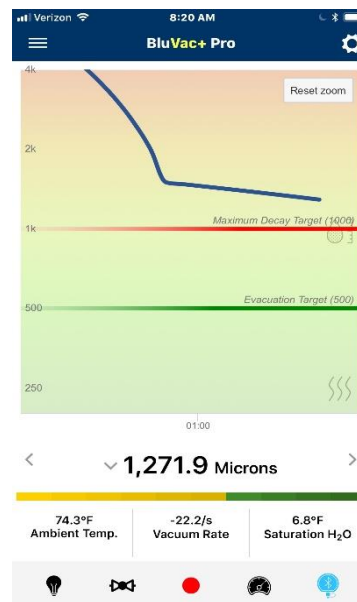 Verizon 8:20 AM
BluVac+ Pro
4k
Reset zoom
2k
Maximum Decay Target (1000)
1k
Evacuation Target (500)
500
250
01:00
1,271.9 Microns
74.3°F -22.2/s 6.8°F
Ambient Temp. Vacuum Rate Saturation H₂O